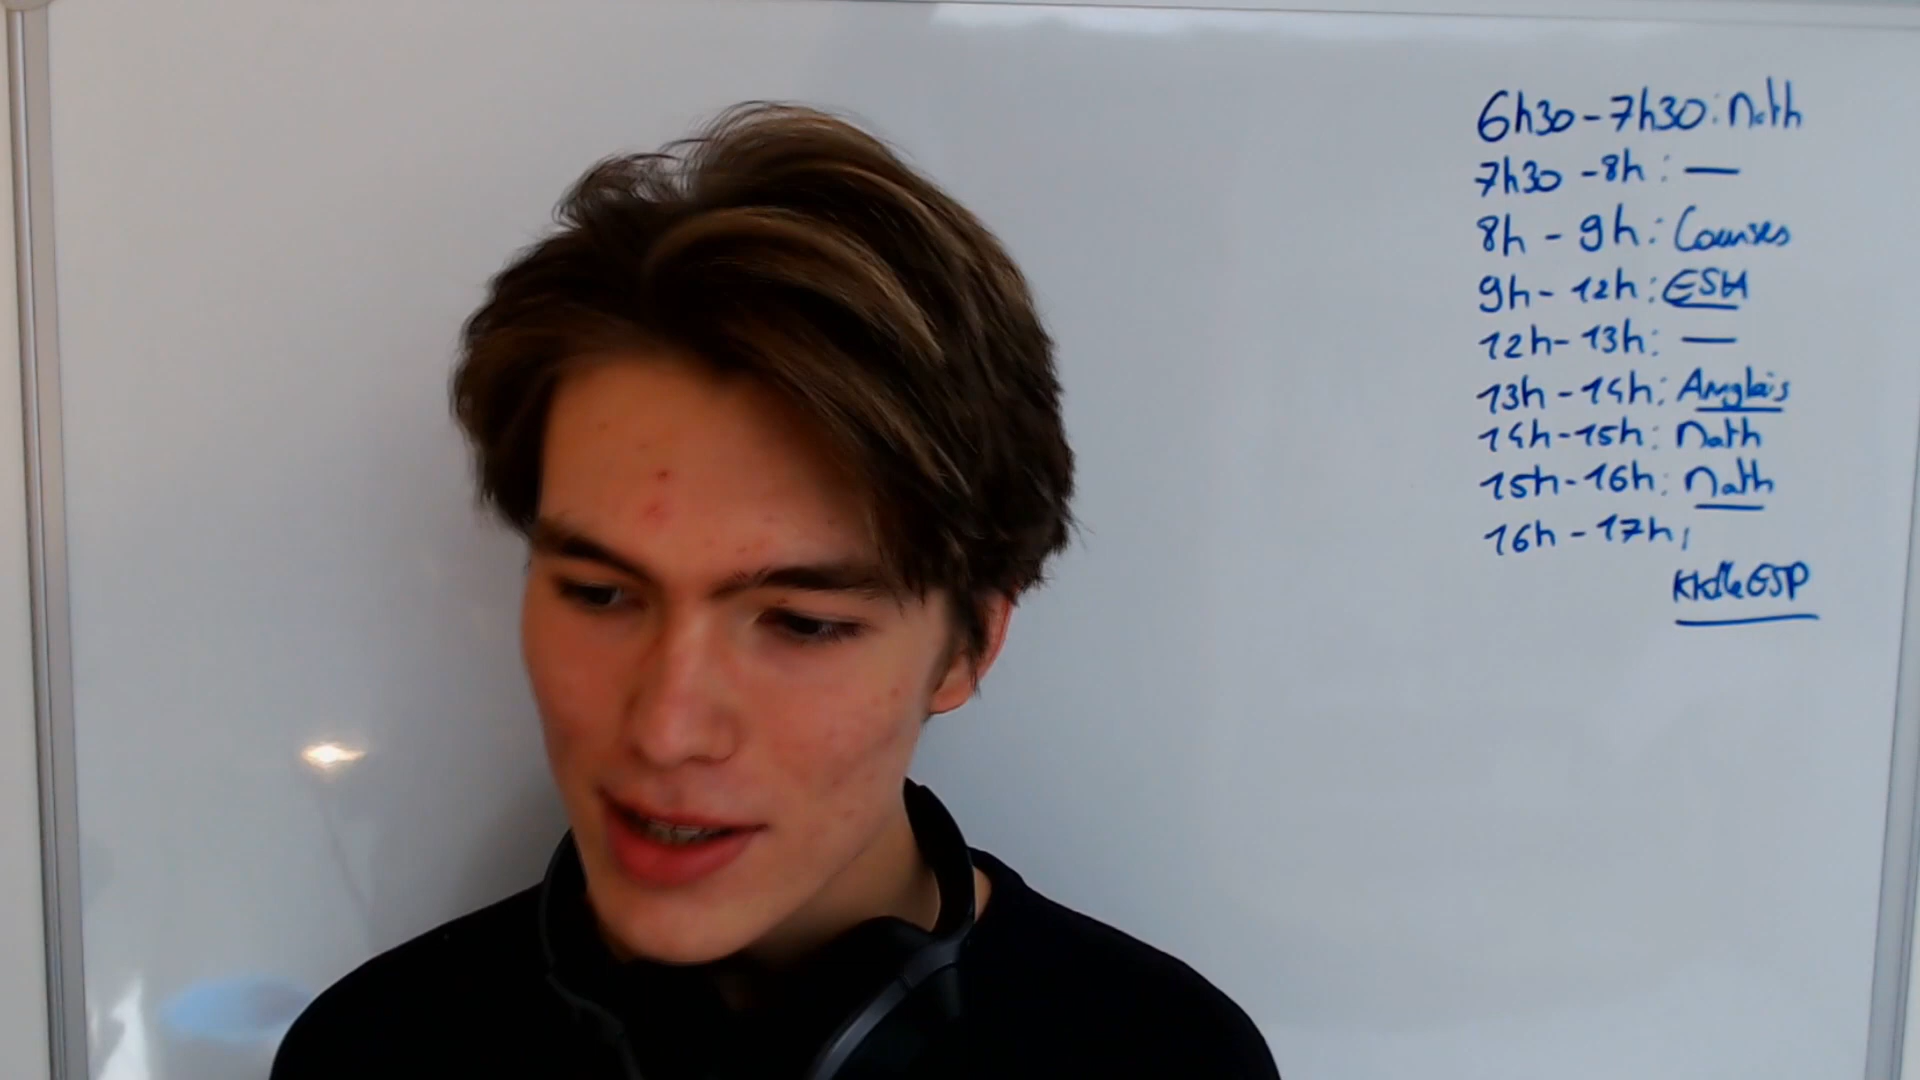 6h30 - 7h30 : Math
7h30 - 8h : —
8h - 9h : Courses
9h - 12h : ESH
12h - 13h : —
13h - 14h : Anglais
14h - 15h : Math
15h - 16h : Math
16h - 17h :
ESP